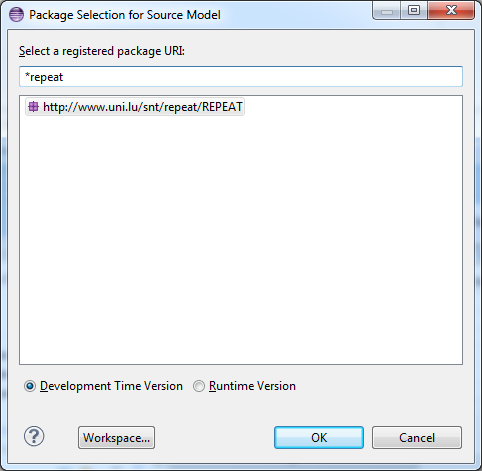 Package Selection for Source Model
Select a registered package URI:
*repeat
http://www.uni.lu/snt/repeat/REPEAT
Development Time Version Runtime Version
? Workspace... OK Cancel